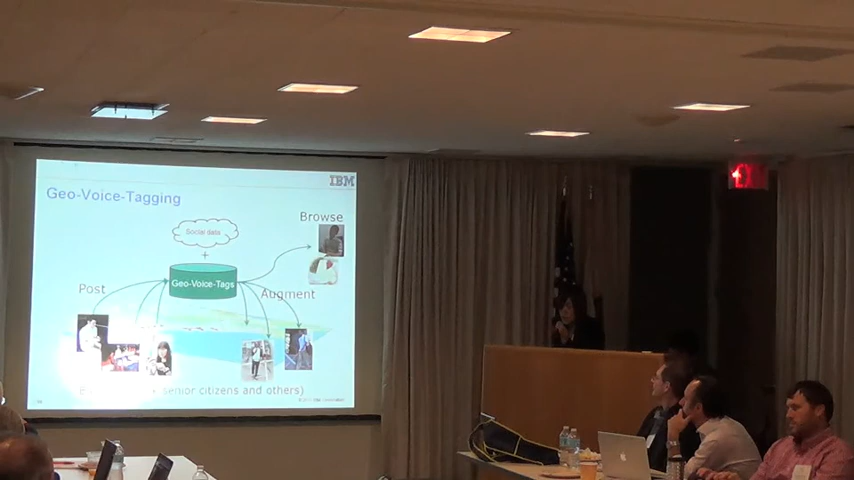 IBM
Geo-Voice-Tagging
Social data
+
Browse
Geo-Voice-Tags
Post
Augment
senior citizens and others)